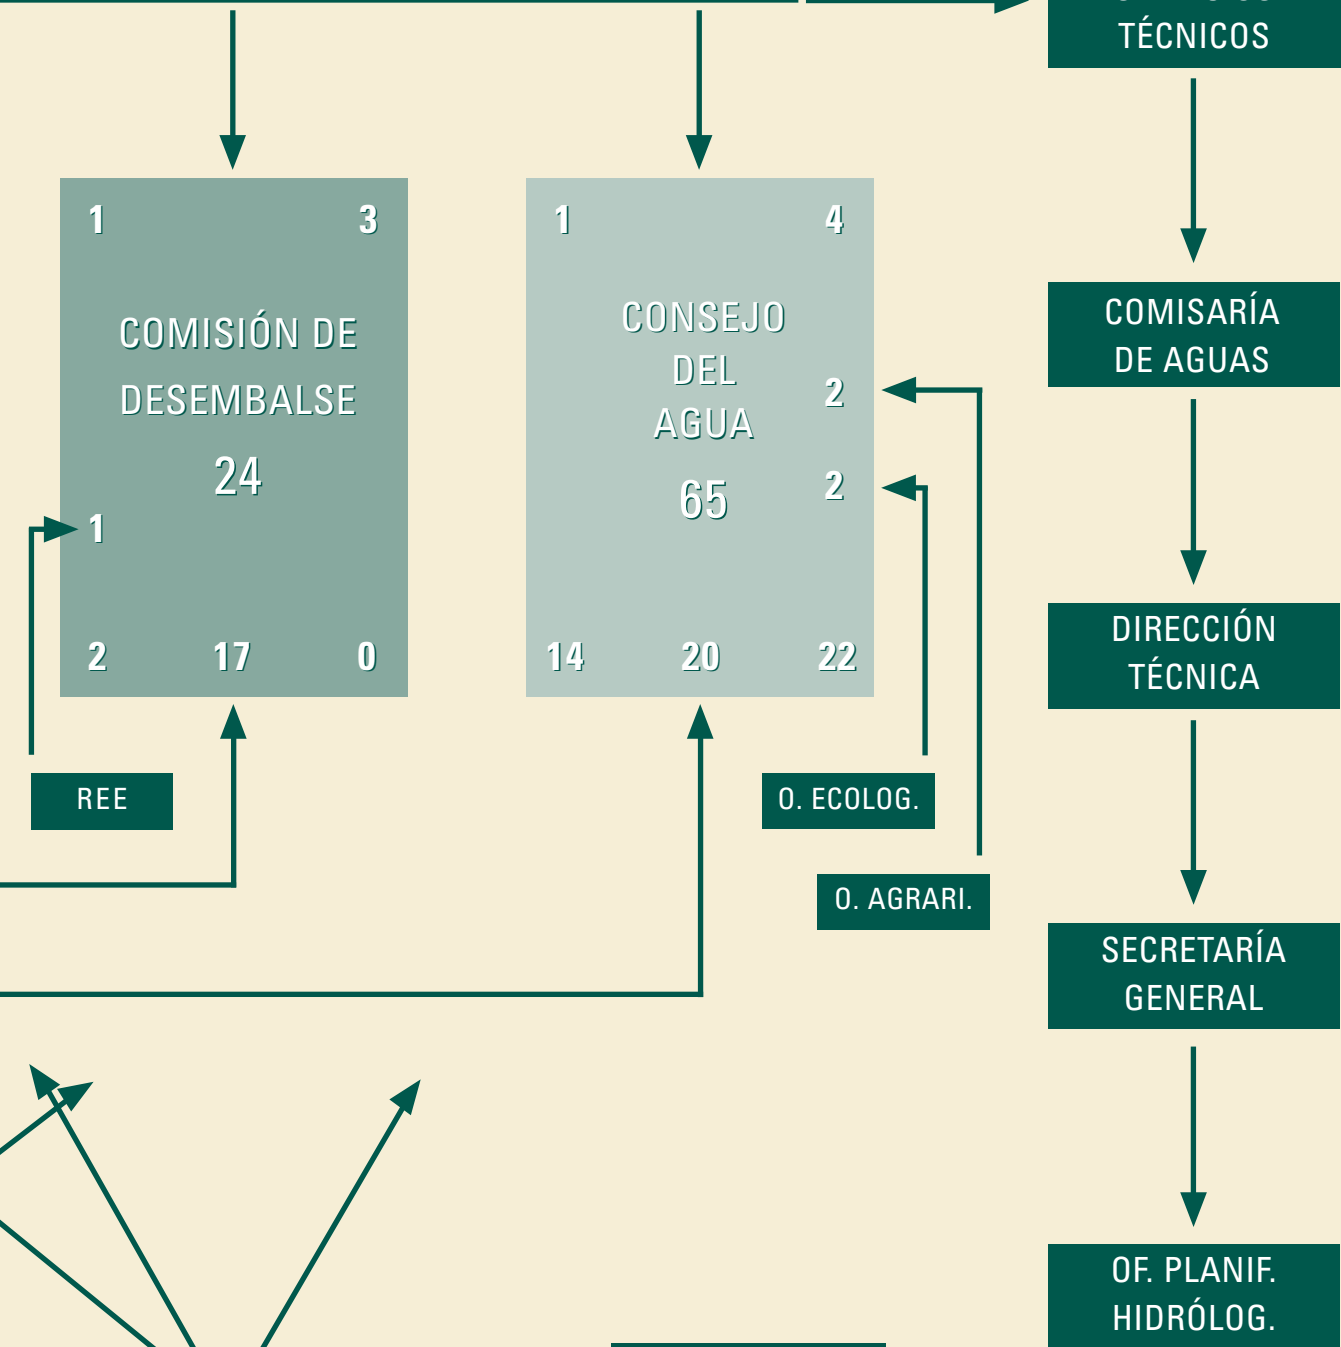 TÉCNICOS
1 3
COMISIÓN DE
DESEMBALSE
24
1
2 17 0
REE
1 4
CONSEJO
DEL
AGUA
2
65
2
14 20 22
O. ECOLOG.
O. AGRARI.
COMISARÍA
DE AGUAS
DIRECCIÓN
TÉCNICA
SECRETARÍA
GENERAL
OF. PLANIF.
HIDRÓLOG.